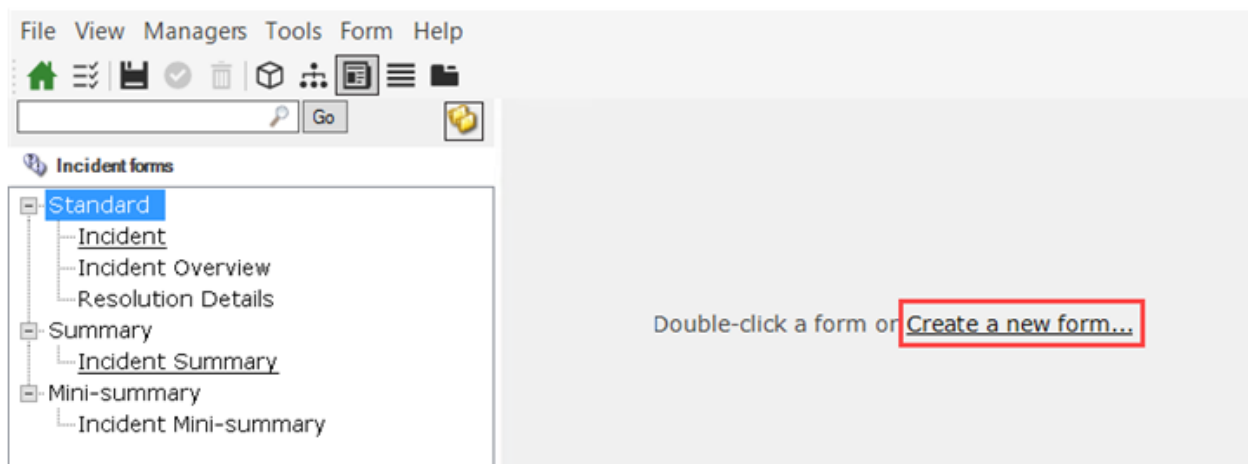 File View Managers Tools Form Help
Go
Incident forms
Standard
Incident
Incident Overview
Resolution Details
Summary
Incident Summary
Mini-summary
Incident Mini-summary
Double-click a form or Create a new form...